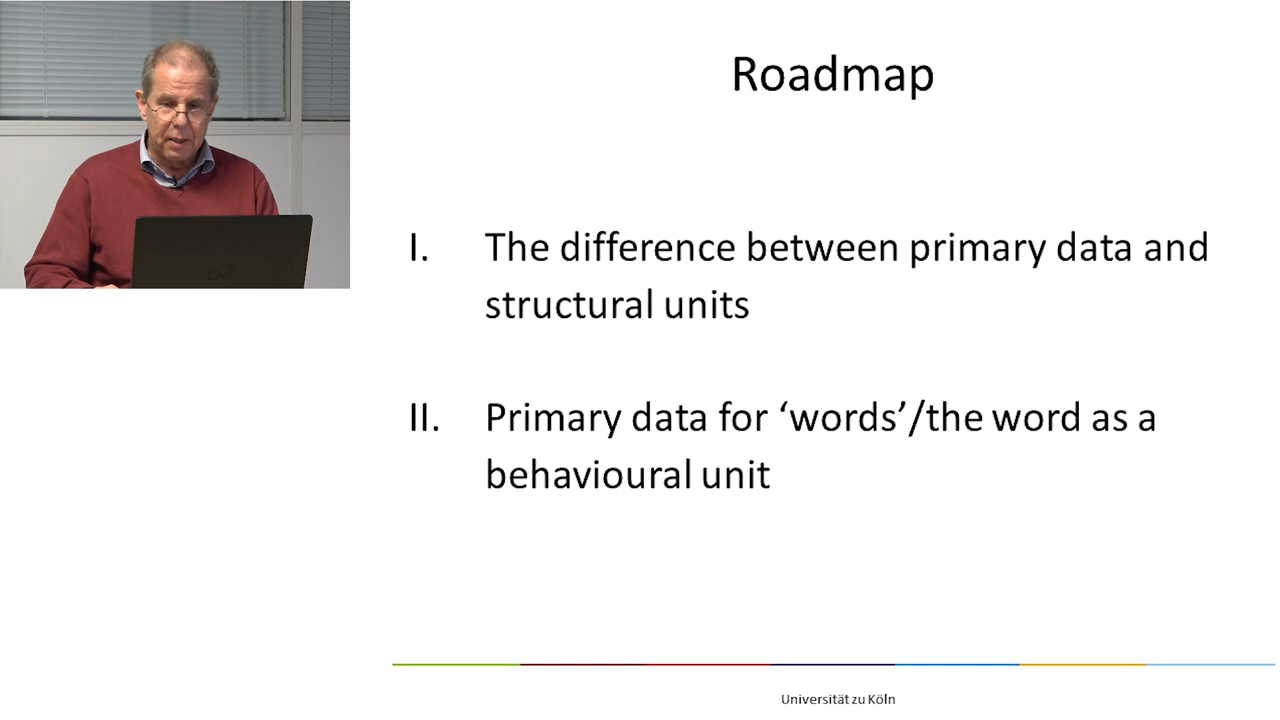 Roadmap
I. The difference between primary data and
structural units
II. Primary data for ‘words’/the word as a
behavioural unit
Universität zu Köln